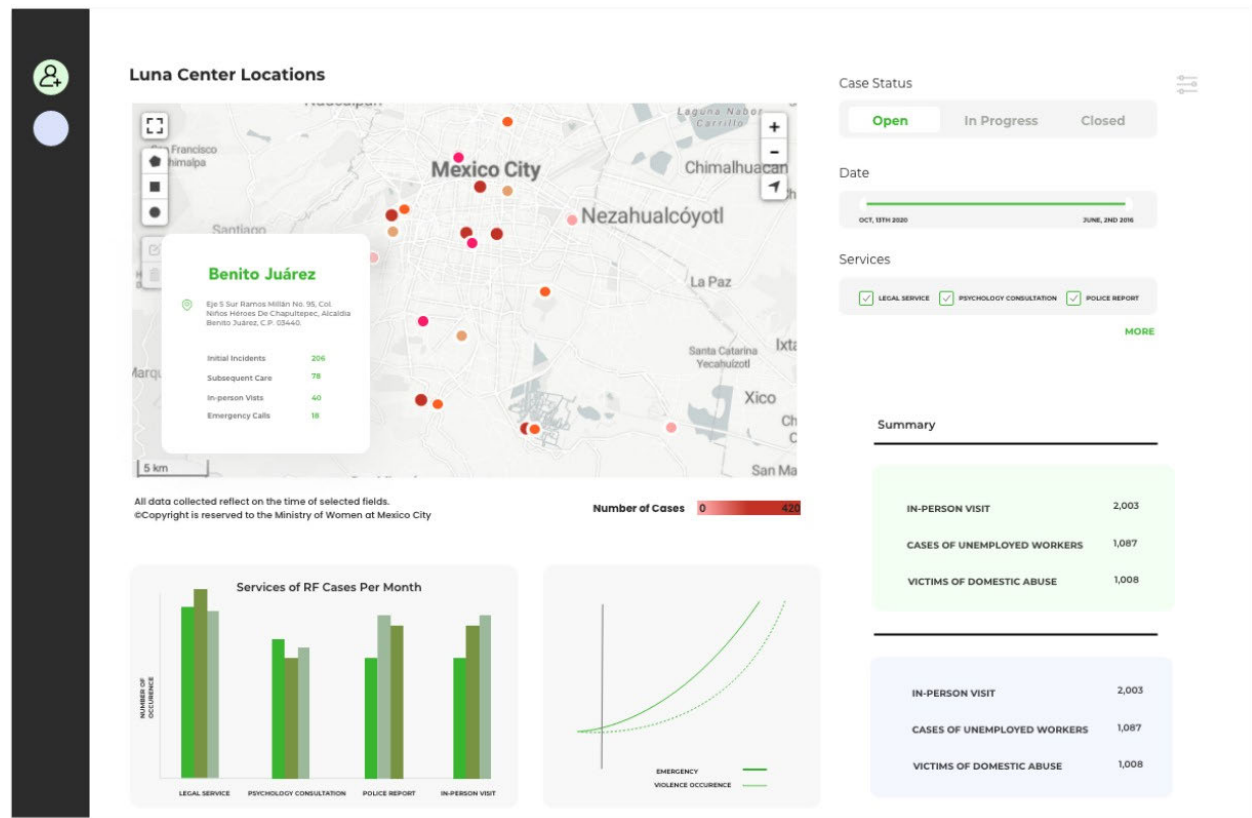 Luna Center Locations
Mexico City
Laguna Nabor
Carrillo
Chimalhuacan
Nezahualcóyotl
Santiago
La Paz
Santa Catarina
Yecahuizotl
Xico
San Ma
5 km
+
-
Benito Juárez
Eje 5 Sur Ramos Millán No. 95, Col.
Niños Héroes De Chapultepec, Alcaldia
Benito Juárez, C.P. 03440.
Initial Incidents 206
Subsequent Care 78
In-person Vists 40
Emergency Calls 18
All data collected reflect on the time of selected fields.
©Copyright is reserved to the Ministry of Women at Mexico City
Number of Cases 0 420
Services of RF Cases Per Month
NUMBER OF
OCCURENCE
LEGAL SERVICE PSYCHOLOGY CONSULTATION POLICE REPORT IN-PERSON VISIT
EMERGENCY
VIOLENCE OCCURENCE
Case Status
Open In Progress Closed
Date
OCT, 13TH 2020 JUNE, 2ND 2016
Services
LEGAL SERVICE PSYCHOLOGY CONSULTATION POLICE REPORT
MORE
Summary
IN-PERSON VISIT 2,003
CASES OF UNEMPLOYED WORKERS 1,087
VICTIMS OF DOMESTIC ABUSE 1,008
IN-PERSON VISIT 2,003
CASES OF UNEMPLOYED WORKERS 1,087
VICTIMS OF DOMESTIC ABUSE 1,008